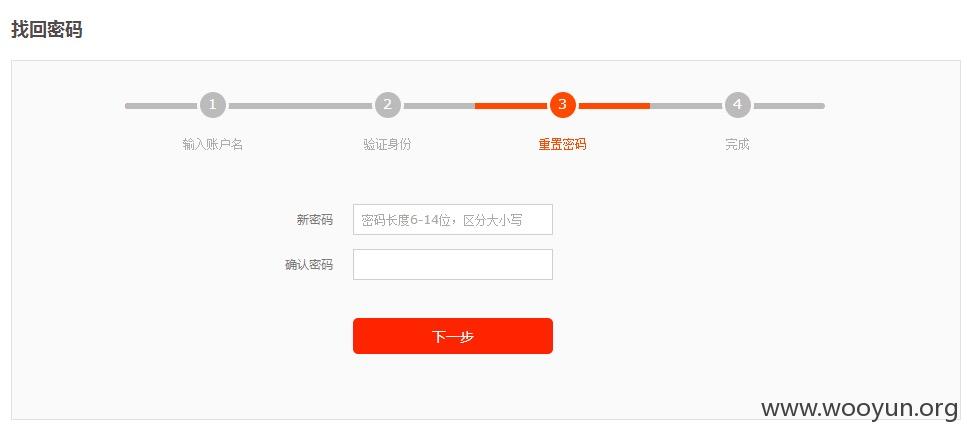 找回密码
1 2 3 4
输入账户名 验证身份 重置密码 完成
新密码 密码长度6-14位，区分大小写
确认密码
下一步
www.wooyun.org